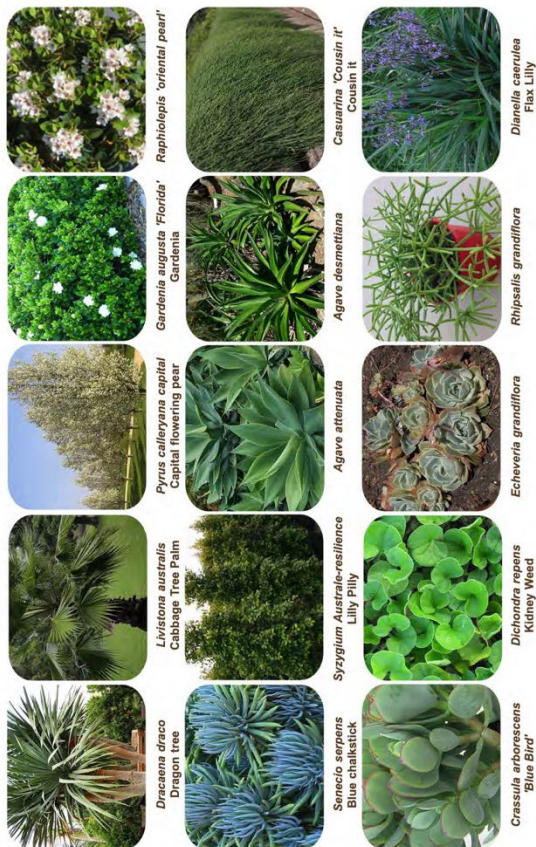 Dracaena draco
Dragon tree
Livistona australis
Cabbage Tree Palm
Pyrus calleryana capital
Capital flowering pear
Gardenia augusta 'Florida'
Gardenia
Raphiolepis 'oriental pearl'
Senecio serpens
Blue chalkstick
Syzygium Australe-resilience
Lilly Pilly
Agave attenuata
Agave desmettiana
Casuarina 'Cousin it'
Cousin it
Crassula arborescens
'Blue Bird'
Dichondra repens
Kidney Weed
Echeveria grandiflora
Rhipsalis grandiflora
Dianella caerulea
Flax Lilly